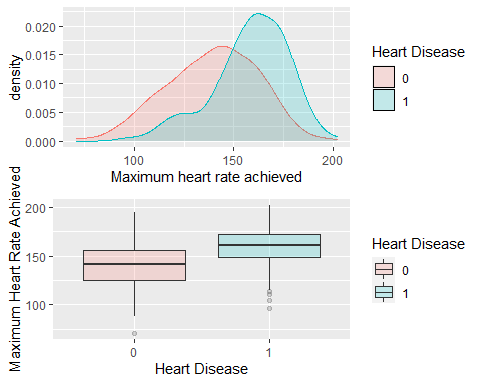 density
0.020
0.015
0.010
0.005
0.000
100
150
200
Maximum heart rate achieved
Heart Disease
0
1
Maximum Heart Rate Achieved
200
150
100
0
1
Heart Disease
Heart Disease
0
1